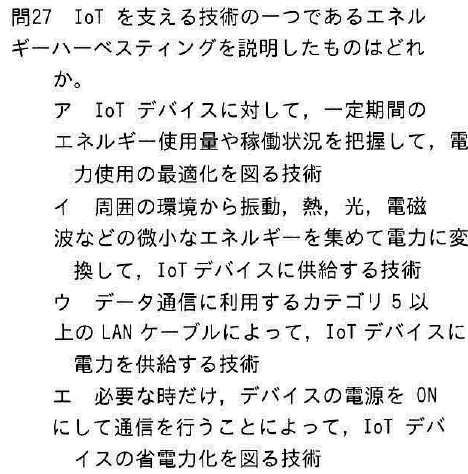 問27 IoT を支える技術の一つであるエネル
ギーハーベスティングを説明したものはどれ
か。
ア IoT デバイスに対して，一定期間の
エネルギー使用量や稼働状況を把握して，電
力使用の最適化を図る技術
イ 周囲の環境から振動，熱，光，電磁
波などの微小なエネルギーを集めて電力に変
換して，IoTデバイスに供給する技術
ウ データ通信に利用するカテゴリ5以
上のLANケーブルによって，IoTデバイスに
電力を供給する技術
エ 必要な時だけ，デバイスの電源を ON
にして通信を行うことによって，IoT デバ
イスの省電力化を図る技術